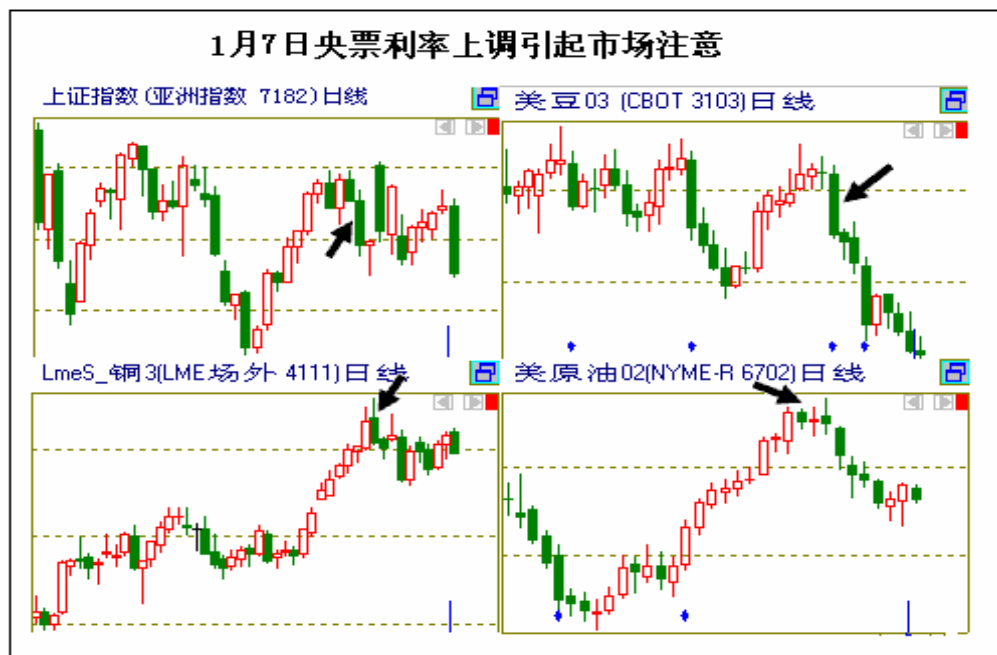 1月7日央票利率上调引起市场注意
上证指数(亚洲指数 7182)日线
美豆03 (CBOT 3103)日线
LmeS_铜3(LME场外 4111)日线
美原油02(NYME-R 6702)日线